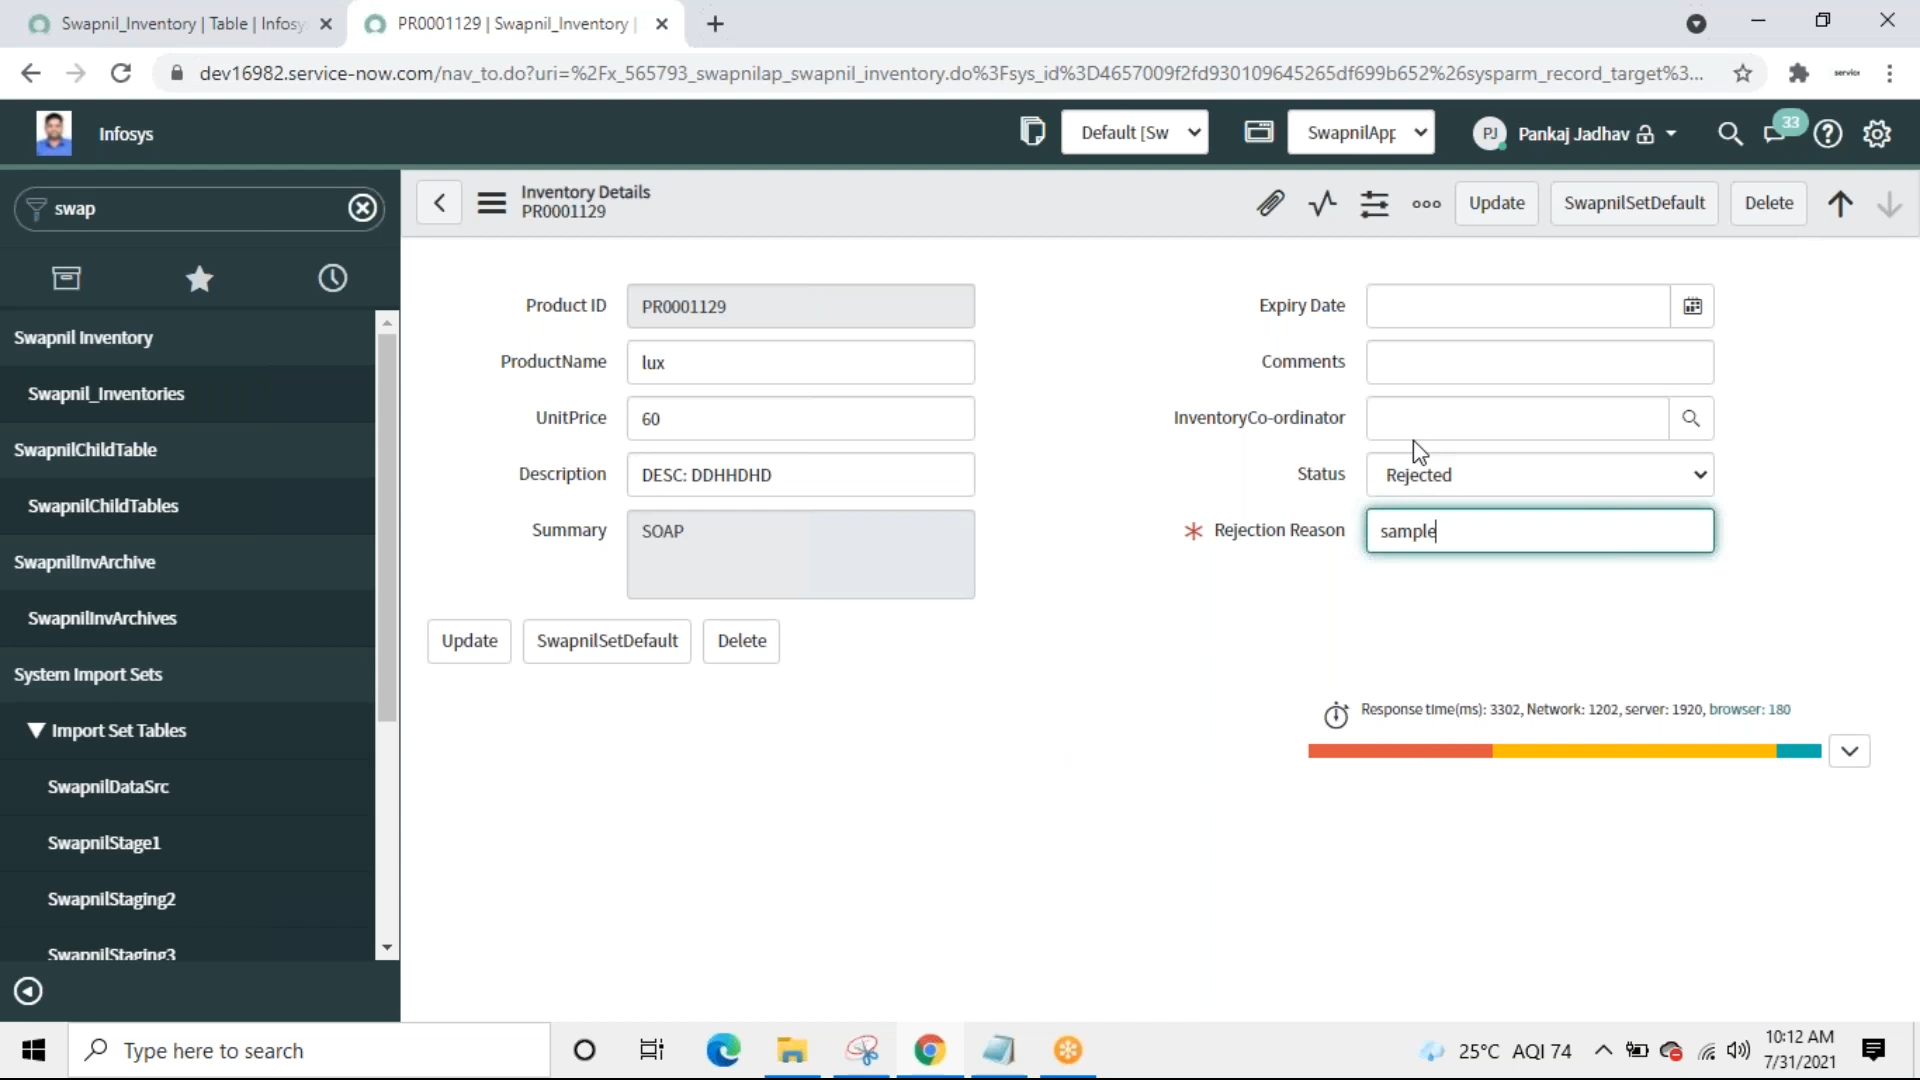 Swapnil_Inventory | Table | Infosy
PR0001129 | Swapnil_Inventory |
dev16982.service-now.com/nav_to.do?uri=%2Fx_565793_swapnilap_swapnil_inventory.do%3Fsys_id%3D4657009f2fd930109645265df699b652%26sysparm_record_target%3...
service
Infosys
Default [Sw
SwapnilApp
PJ
Pankaj Jadhav
33
swap
Inventory Details
PR0001129
Update
SwapnilSetDefault
Delete
Swapnil Inventory
Swapnil_Inventories
SwapnilChildTable
SwapnilChildTables
SwapnilInvArchive
SwapnilInvArchives
System Import Sets
Import Set Tables
SwapnilDataSrc
SwapnilStage1
SwapnilStaging2
SwapnilStaging3
Product ID
PR0001129
ProductName
lux
UnitPrice
60
Description
DESC: DDHHDHD
Summary
SOAP
Expiry Date
Comments
InventoryCo-ordinator
Status
Rejected
Rejection Reason
sample
Update
SwapnilSetDefault
Delete
Response time(ms): 3302, Network: 1202, server: 1920, browser: 180
Type here to search
25°C AQI 74
10:12 AM
7/31/2021